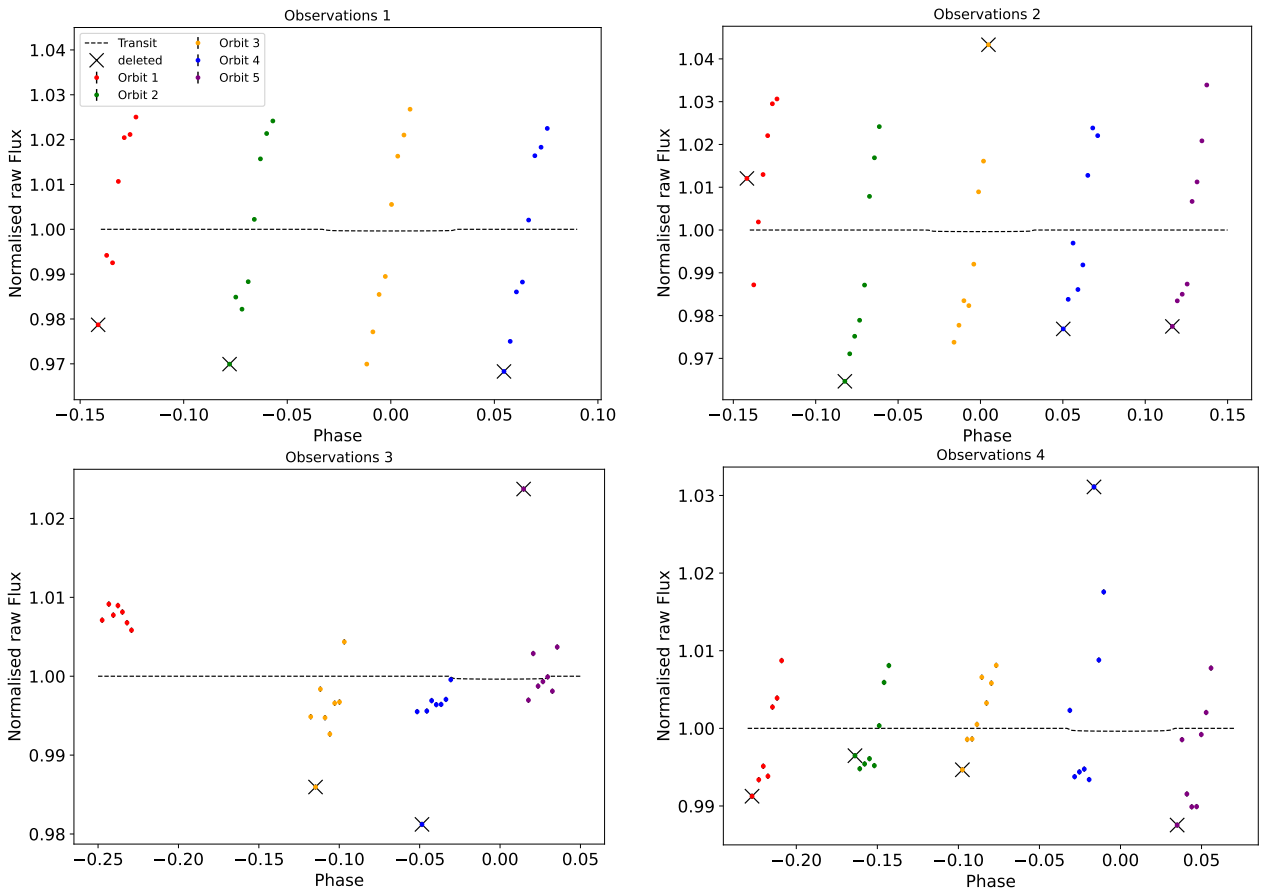 Observations 1
Normalised raw Flux
1.04
1.03
1.02
1.01
1.00
0.99
0.98
0.97
Transit
deleted
Orbit 1
Orbit 2
Orbit 3
Orbit 4
Orbit 5
−0.15 −0.10 −0.05 0.00 0.05 0.10
Phase
Observations 2
Normalised raw Flux
1.04
1.03
1.02
1.01
1.00
0.99
0.98
0.97
−0.15 −0.10 −0.05 0.00 0.05 0.10 0.15
Phase
Observations 3
Normalised raw Flux
1.02
1.01
1.00
0.99
0.98
−0.25 −0.20 −0.15 −0.10 −0.05 0.00 0.05
Phase
Observations 4
Normalised raw Flux
1.03
1.02
1.01
1.00
0.99
−0.20 −0.15 −0.10 −0.05 0.00 0.05
Phase